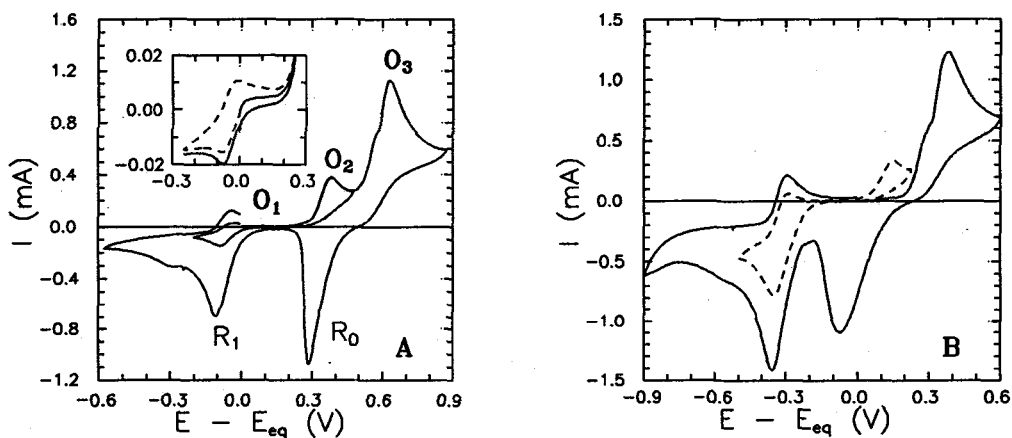 1.6
1.2
0.8
0.4
0.0
-0.4
-0.8
-1.2
I (mA)
0.02
0.00
-0.02
-0.3 0.0 0.3
O₁
O₂
O₃
R₁
R₀
A
-0.6 -0.3 0.0 0.3 0.6 0.9
E − E_eq (V)
1.5
1.0
0.5
0.0
-0.5
-1.0
-1.5
I (mA)
B
-0.9 -0.6 -0.3 0.0 0.3 0.6
E − E_eq (V)